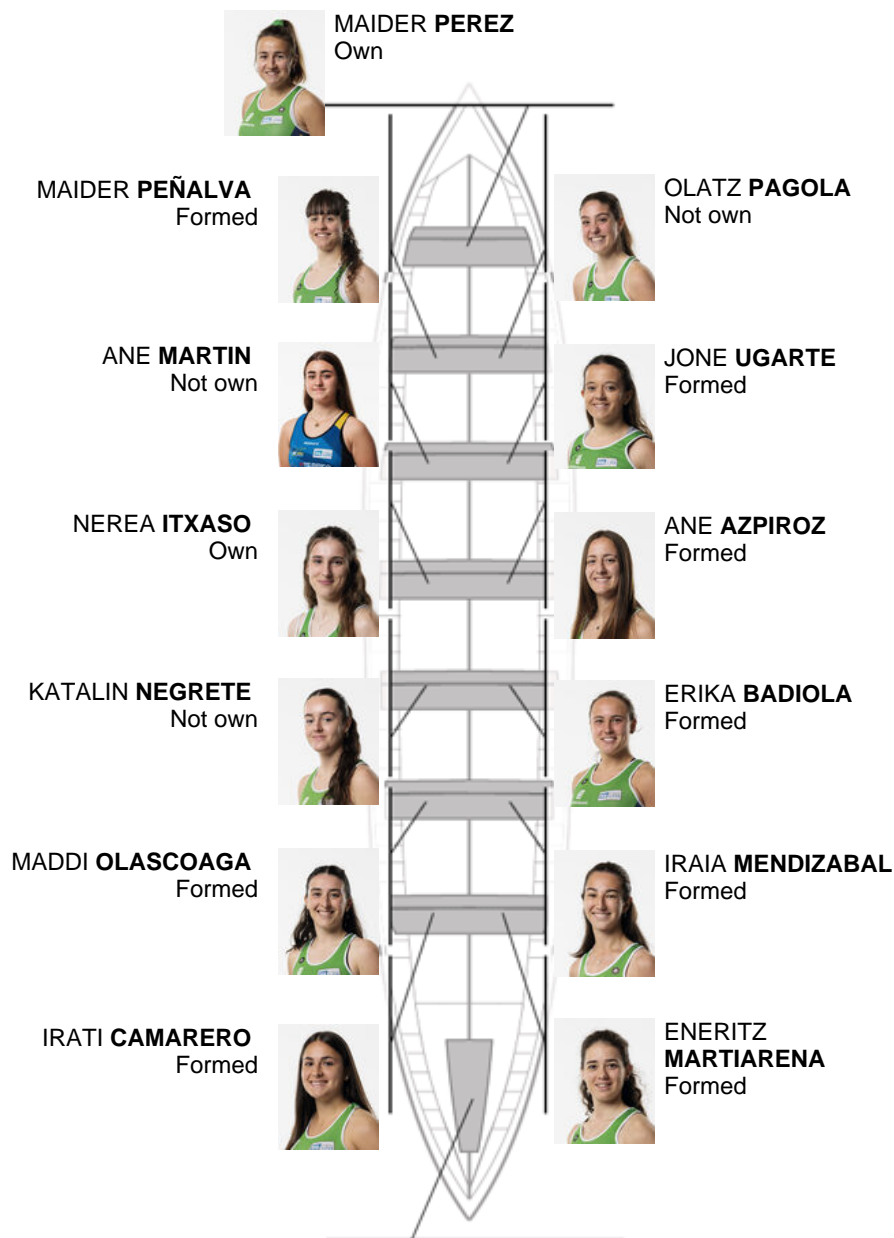 MAIDER PEREZ
Own
MAIDER PEÑALVA
Formed
OLATZ PAGOLA
Not own
ANE MARTIN
Not own
JONE UGARTE
Formed
NEREA ITXASO
Own
ANE AZPIROZ
Formed
KATALIN NEGRETE
Not own
ERIKA BADIOLA
Formed
MADDI OLASCOAGA
Formed
IRAIA MENDIZABAL
Formed
IRATI CAMARERO
Formed
ENERITZ
MARTIARENA
Formed